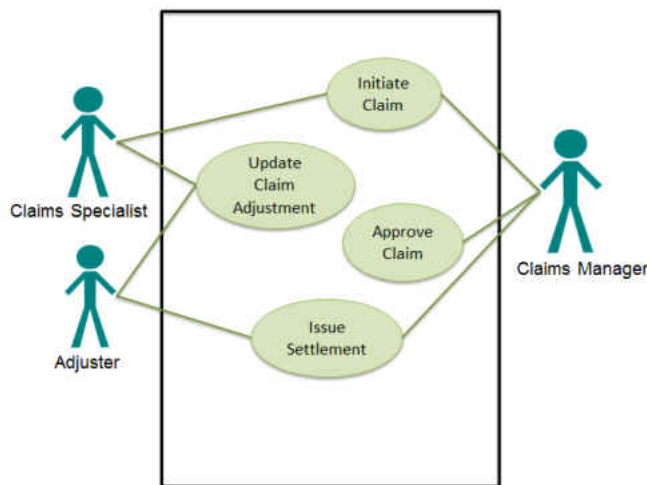 Initiate
Claim
Update
Claim
Adjustment
Claims Specialist
Approve
Claim
Claims Manager
Issue
Settlement
Adjuster